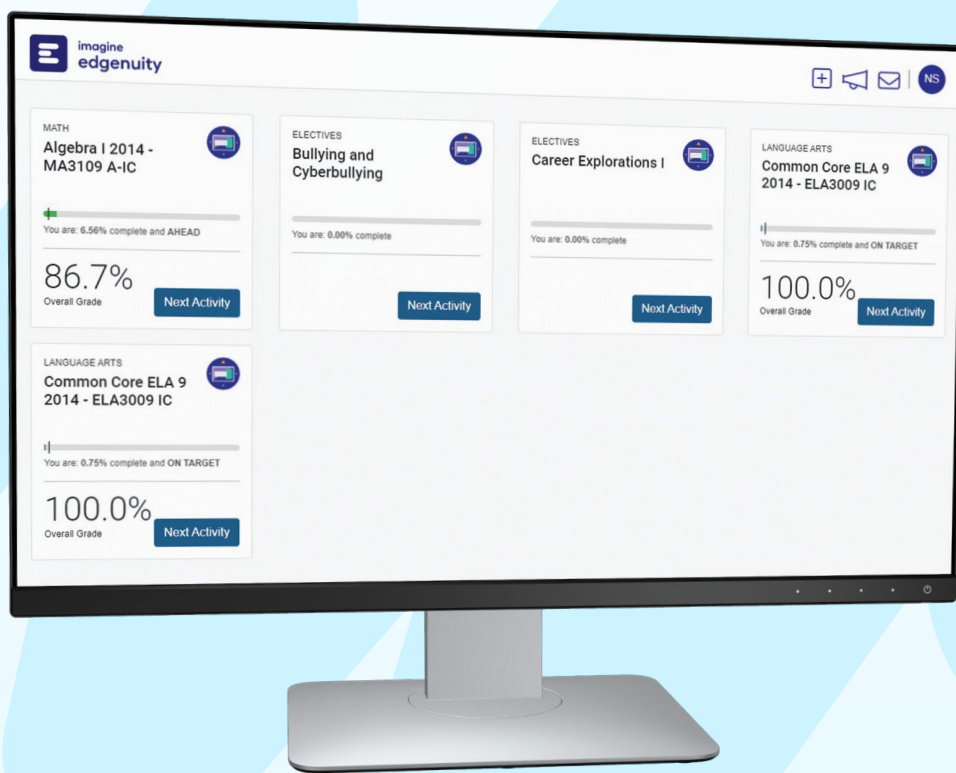 imagine
edgenuity
NS
MATH
Algebra I 2014 -
MA3109 A-IC
You are: 6.56% complete and AHEAD
86.7%
Overall Grade
Next Activity
ELECTIVES
Bullying and
Cyberbullying
You are: 0.00% complete
Next Activity
ELECTIVES
Career Explorations I
You are: 0.00% complete
Next Activity
LANGUAGE ARTS
Common Core ELA 9
2014 - ELA3009 IC
You are: 0.75% complete and ON TARGET
100.0%
Overall Grade
Next Activity
LANGUAGE ARTS
Common Core ELA 9
2014 - ELA3009 IC
You are: 0.75% complete and ON TARGET
100.0%
Overall Grade
Next Activity